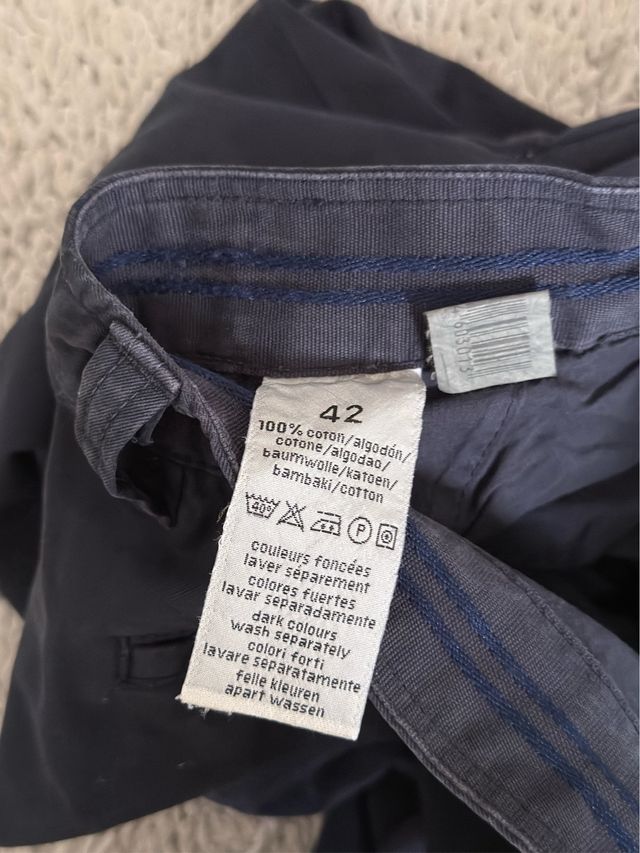 42
100% coton/algodón/
cotone/algodao/
baumwolle/katoen/
bambaki/cotton
40°
P
couleurs foncées
laver séparement
colores fuertes
lavar separadamente
dark colours
wash separately
colori forti
lavare separatamente
felle kleuren
apart wassen